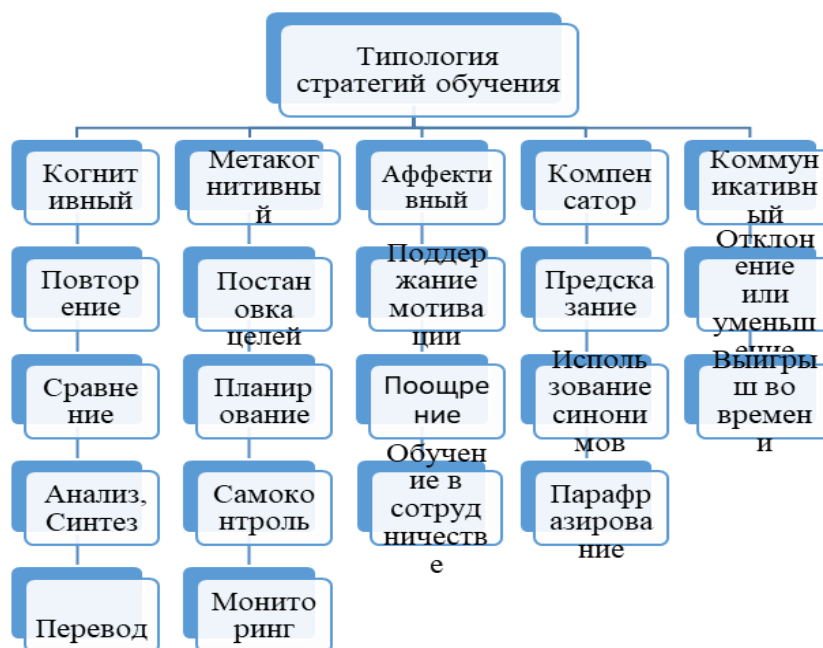 Типология
стратегий обучения
Когнит
ивный
Повтор
ение
Сравне
ние
Анализ,
Синтез
Перевод
Метаког
нитивны
й
Постан
овка
целей
Планир
ование
Самоко
нтроль
Монито
ринг
Аффекти
вный
Поддер
жание
мотива
ции
Поощре
ние
Обучен
ие в
сотруд
ничеств
е
Компен
сатор
Предска
зание
Исполь
зование
синони
мов
Парафр
азирова
ние
Коммун
икативн
ый
Отклон
ение
или
уменьш
ение
Выигры
ш во
времен
и